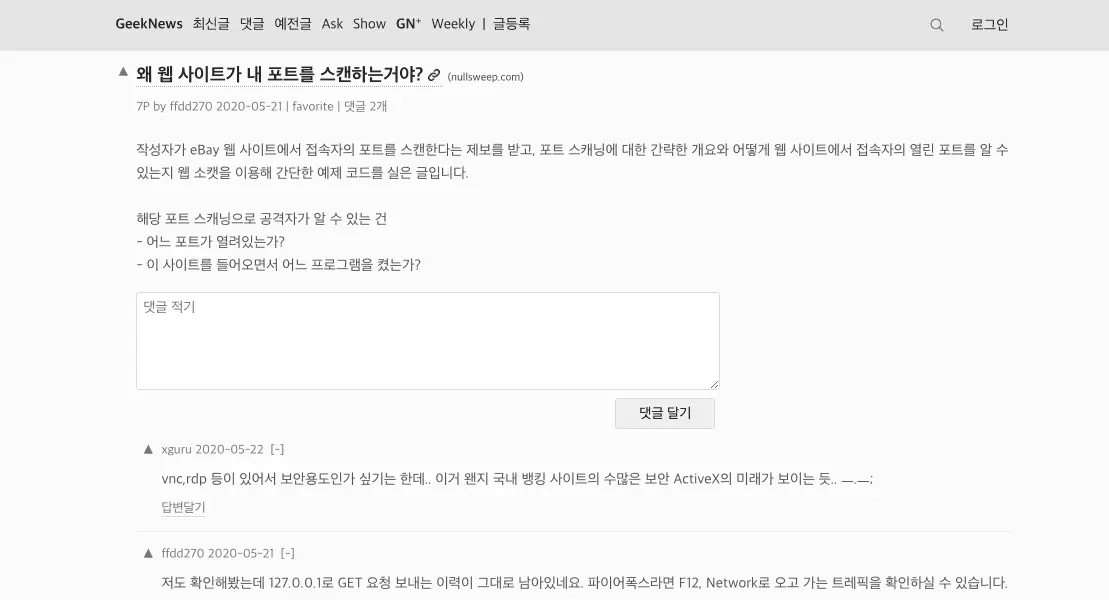 GeekNews 최신글 댓글 예전글 Ask Show GN⁺ Weekly | 글등록 로그인
▲ 왜 웹 사이트가 내 포트를 스캔하는거야? (nullsweep.com)
7P by ffdd270 2020-05-21 | favorite | 댓글 2개
작성자가 eBay 웹 사이트에서 접속자의 포트를 스캔한다는 제보를 받고, 포트 스캐닝에 대한 간략한 개요와 어떻게 웹 사이트에서 접속자의 열린 포트를 알 수
있는지 웹 소캣을 이용해 간단한 예제 코드를 실은 글입니다.
해당 포트 스캐닝으로 공격자가 알 수 있는 건
- 어느 포트가 열려있는가?
- 이 사이트를 들어오면서 어느 프로그램을 켰는가?
댓글 적기
댓글 달기
▲ xguru 2020-05-22 [-]
vnc,rdp 등이 있어서 보안용도인가 싶기는 한데.. 이거 왠지 국내 뱅킹 사이트의 수많은 보안 ActiveX의 미래가 보이는 듯.. ㅡ.ㅡ;
답변달기
▲ ffdd270 2020-05-21 [-]
저도 확인해봤는데 127.0.0.1로 GET 요청 보내는 이력이 그대로 남아있네요. 파이어폭스라면 F12, Network로 오고 가는 트레픽을 확인하실 수 있습니다.